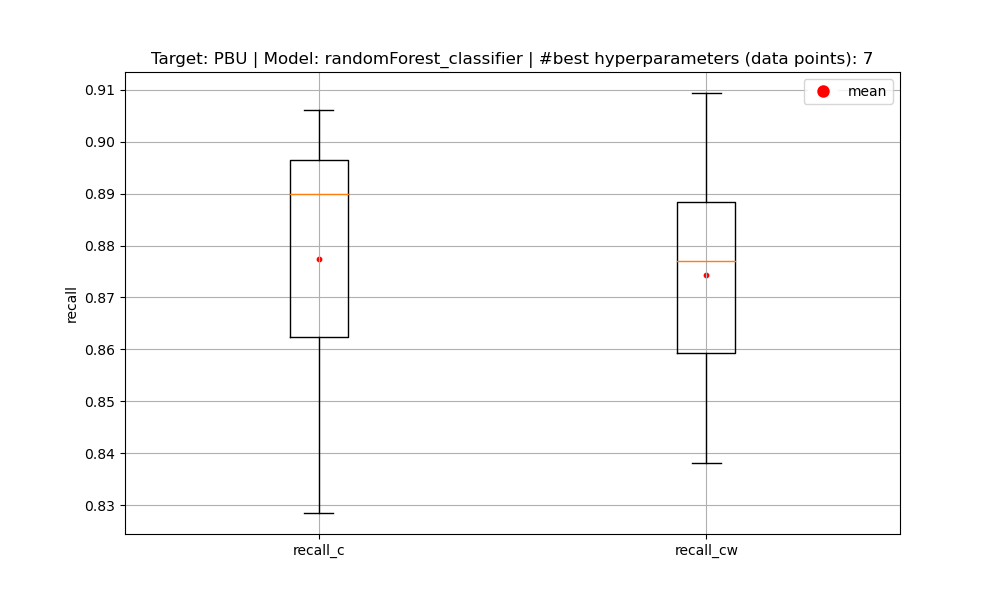 Target: PBU | Model: randomForest_classifier | #best hyperparameters (data points): 7
mean
0.91
0.90
0.89
0.88
0.87
0.86
0.85
0.84
0.83
recall
recall_c
recall_cw